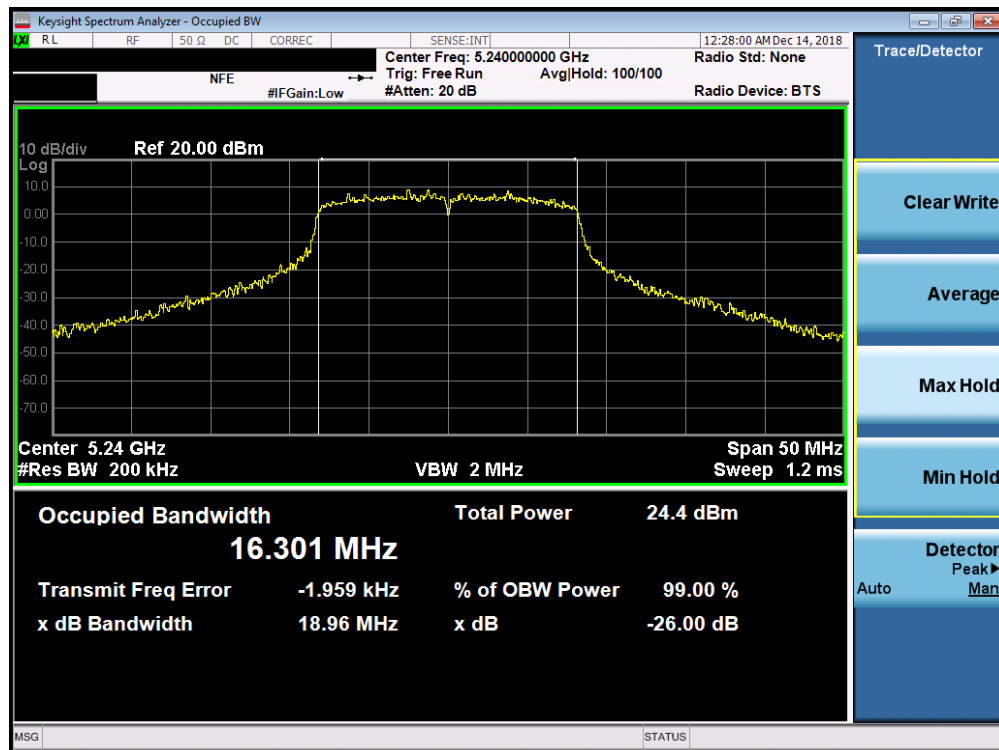 Keysight Spectrum Analyzer - Occupied BW
LXI RL RF 50 Ω DC CORREC SENSE:INT 12:28:00 AM Dec 14, 2018
Center Freq: 5.240000000 GHz Radio Std: None
NFE Trig: Free Run Avg|Hold: 100/100
#IFGain:Low #Atten: 20 dB Radio Device: BTS
Trace/Detector
10 dB/div Ref 20.00 dBm
Log
10.0
0.00
-10.0
-20.0
-30.0
-40.0
-50.0
-60.0
-70.0
Center 5.24 GHz Span 50 MHz
#Res BW 200 kHz VBW 2 MHz Sweep 1.2 ms
Occupied Bandwidth Total Power 24.4 dBm
16.301 MHz
Transmit Freq Error -1.959 kHz % of OBW Power 99.00 %
x dB Bandwidth 18.96 MHz x dB -26.00 dB
Clear Write
Average
Max Hold
Min Hold
Detector
Peak
Auto Man
MSG STATUS